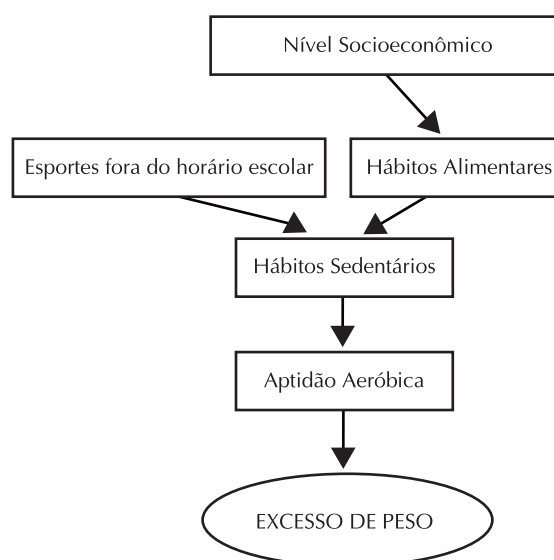 Nível Socioeconômico
Esportes fora do horário escolar
Hábitos Alimentares
Hábitos Sedentários
Aptidão Aeróbica
EXCESSO DE PESO